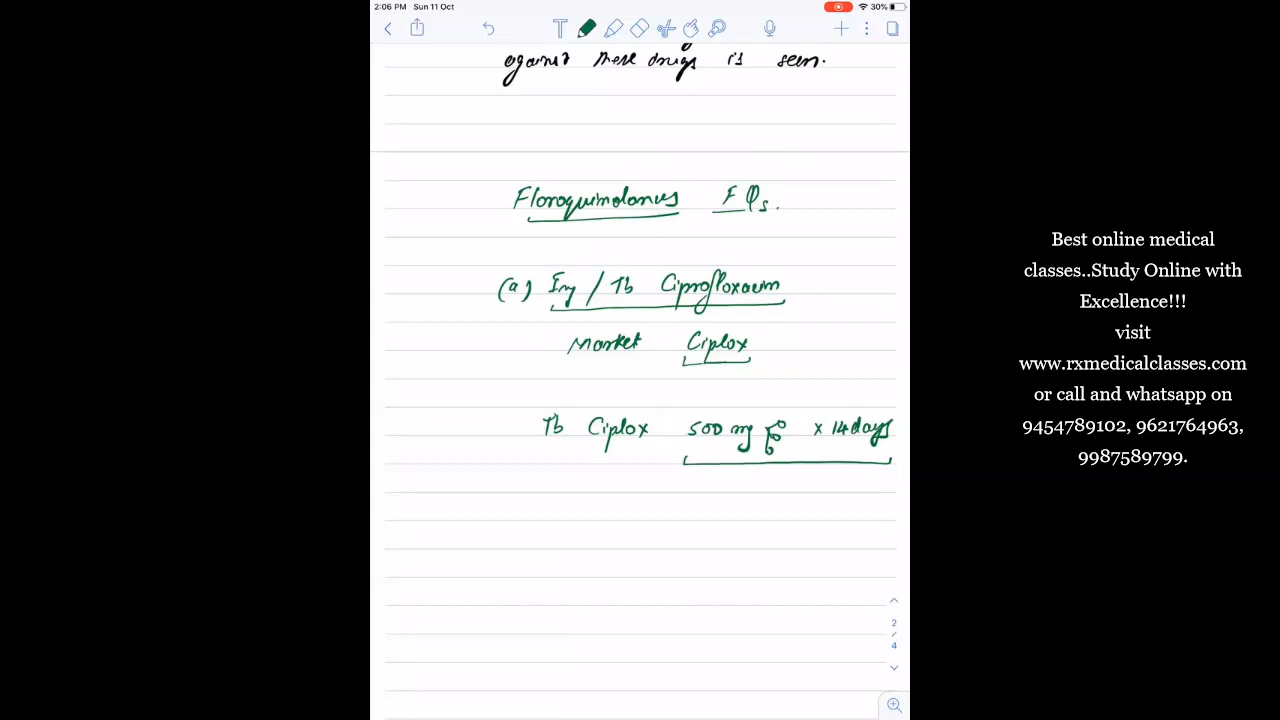 2:06 PM Sun 11 Oct
30%
against these drugs is seen.
Floroquinolones FQs.
(a) Inj / Tb Ciprofloxacin
Market Ciplox
Tb Ciplox 500 mg x 14 days
2
4
Best online medical
classes..Study Online with
Excellence!!!
visit
www.rxmedicalclasses.com
or call and whatsapp on
9454789102, 9621764963,
9987589799.